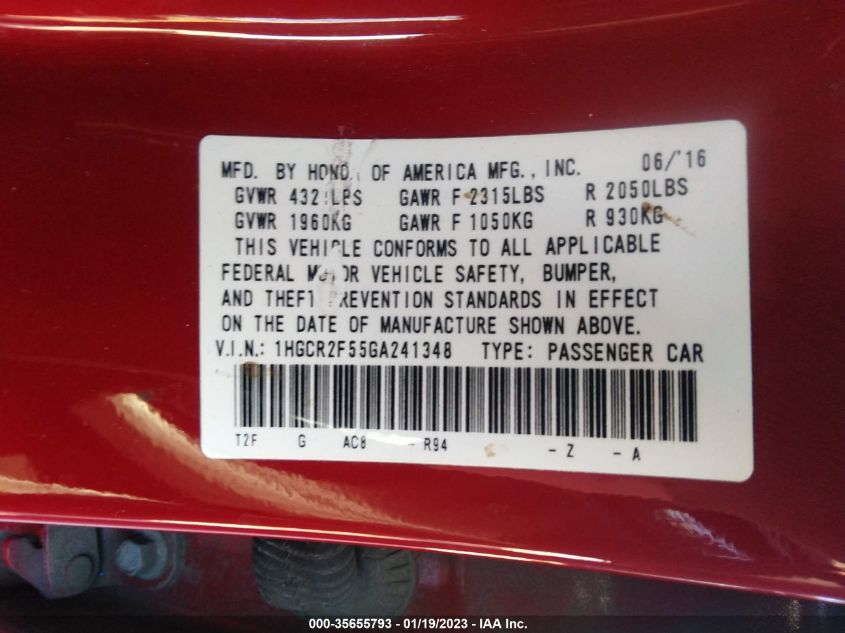 MFD. BY OF AMERICA MFG., INC. 06/'16
GVWR GAWR F 2315LBS R 2050LBS
GVWR 1960KG GAWR F 1050KG R 930KG
THIS VEHICLE CONFORMS TO ALL APPLICABLE
FEDERAL VEHICLE SAFETY, BUMPER,
AND THEFT STANDARDS IN EFFECT
ON THE DATE OF MANUFACTURE SHOWN ABOVE.
V.I.N.: 1HGCR2F55GA241348 TYPE: PASSENGER CAR
T2F G AC8 - R94 - Z - A
000-35655793 - 01/19/2023 - IAA Inc.